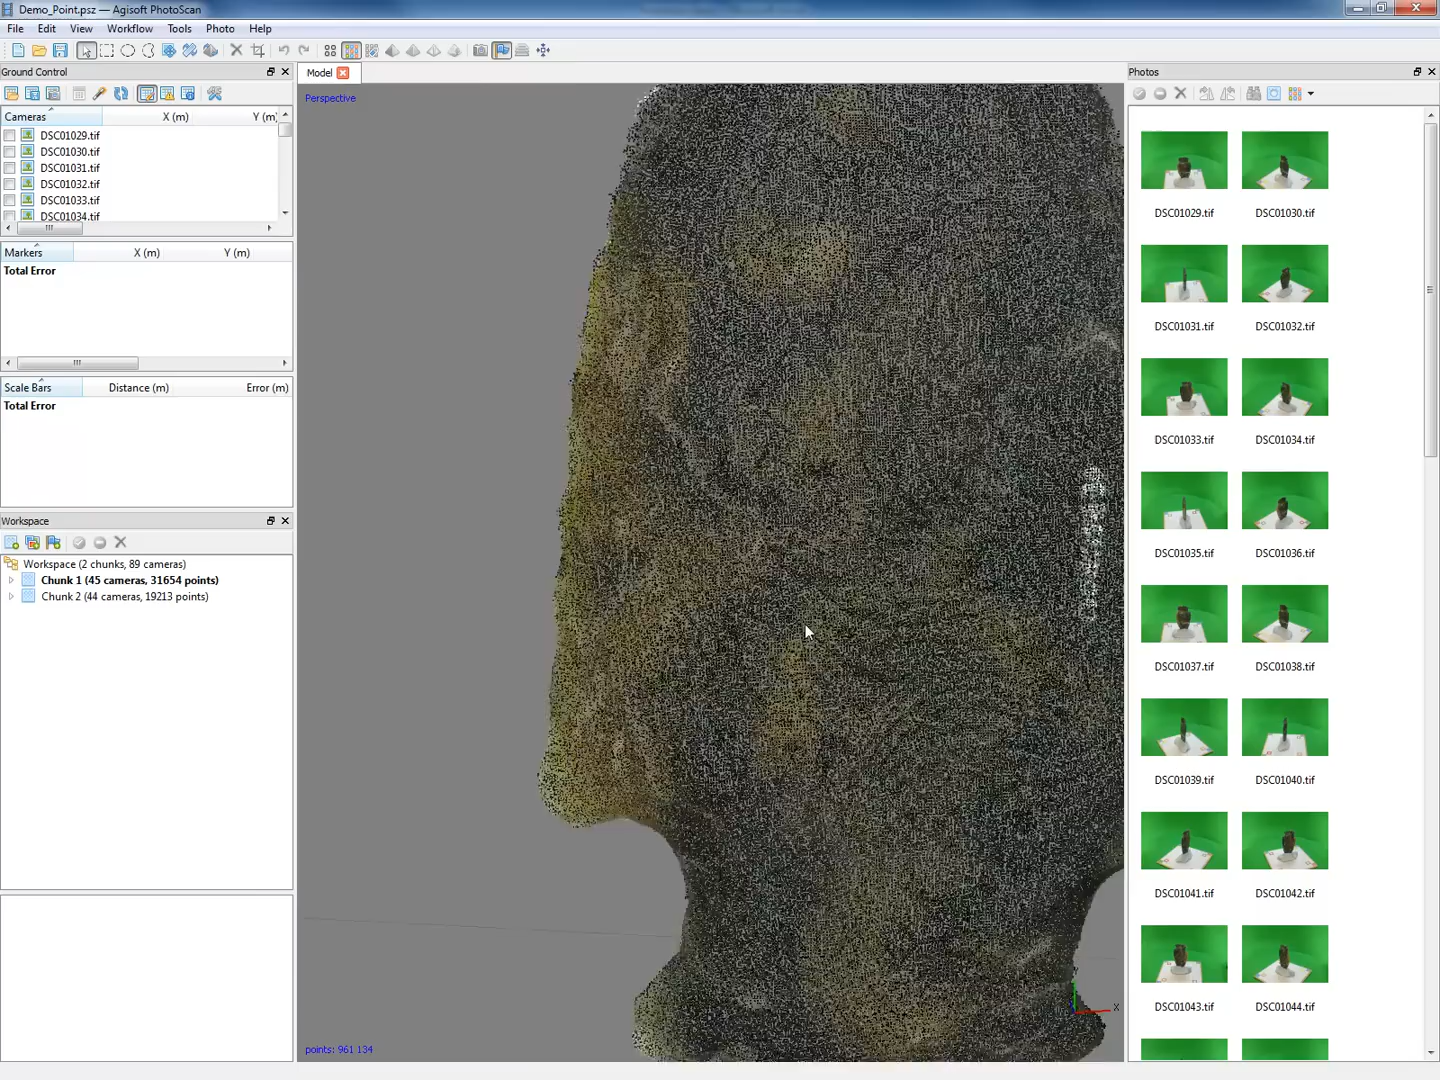 Demo_Point.psz — Agisoft PhotoScan
File Edit View Workflow Tools Photo Help
Ground Control
Model
Photos
Perspective
Cameras X (m) Y (m)
DSC01029.tif
DSC01030.tif
DSC01031.tif
DSC01032.tif
DSC01033.tif
DSC01034.tif
Markers X (m) Y (m)
Total Error
Scale Bars Distance (m) Error (m)
Total Error
Workspace
Workspace (2 chunks, 89 cameras)
Chunk 1 (45 cameras, 31654 points)
Chunk 2 (44 cameras, 19213 points)
X
points: 961 134
DSC01029.tif DSC01030.tif
DSC01031.tif DSC01032.tif
DSC01033.tif DSC01034.tif
DSC01035.tif DSC01036.tif
DSC01037.tif DSC01038.tif
DSC01039.tif DSC01040.tif
DSC01041.tif DSC01042.tif
DSC01043.tif DSC01044.tif